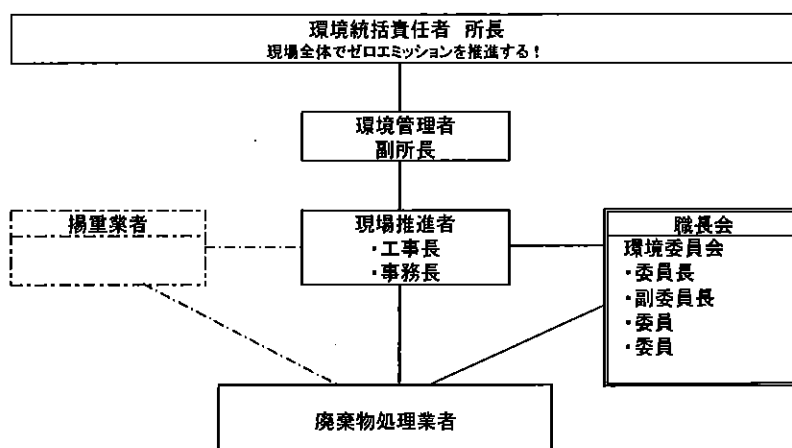 環境統括責任者 所長
現場全体でゼロエミッションを推進する！
環境管理者
副所長
揚重業者
現場推進者
・工事長
・事務長
職長会
環境委員会
・委員長
・副委員長
・委員
・委員
廃棄物処理業者